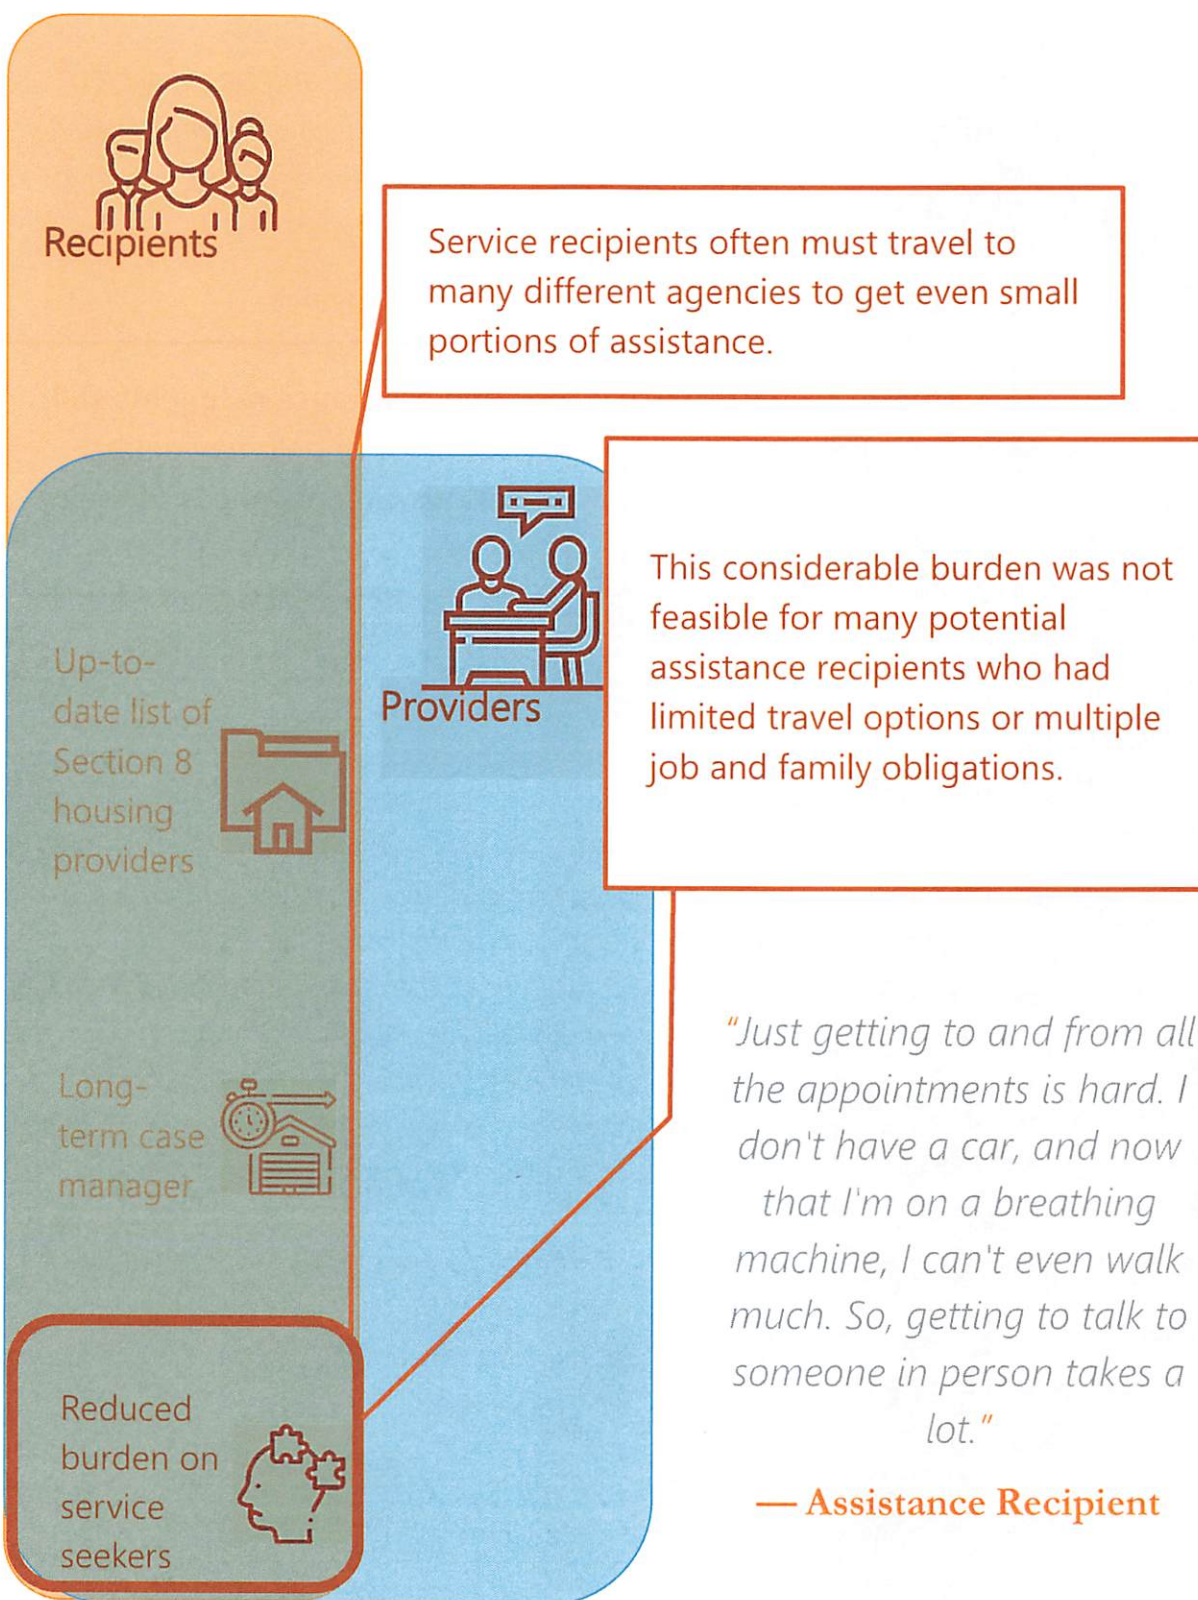 Recipients
Service recipients often must travel to
many different agencies to get even small
portions of assistance.
Providers
This considerable burden was not
feasible for many potential
assistance recipients who had
limited travel options or multiple
job and family obligations.
Up-to-
date list of
Section 8
housing
providers
Long-
term case
manager
Reduced
burden on
service
seekers
"Just getting to and from all
the appointments is hard. I
don't have a car, and now
that I'm on a breathing
machine, I can't even walk
much. So, getting to talk to
someone in person takes a
lot."
— Assistance Recipient